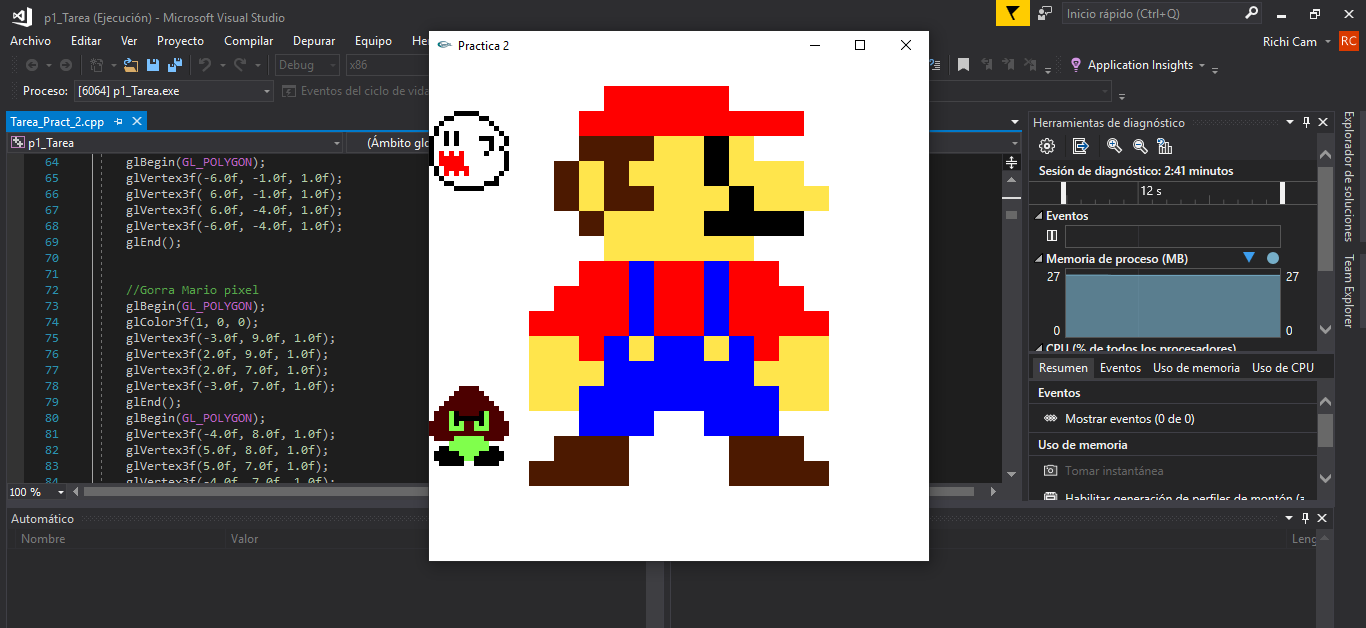 p1_Tarea (Ejecución) - Microsoft Visual Studio
Inicio rápido (Ctrl+Q)
Archivo Editar Ver Proyecto Compilar Depurar Equipo He
Richi Cam RC
Debug x86
Application Insights
Proceso: [6064] p1_Tarea.exe Eventos del ciclo de vida
Practica 2
Tarea_Pract_2.cpp
p1_Tarea (Ámbito glo
64 glBegin(GL_POLYGON);
65 glVertex3f(-6.0f, -1.0f, 1.0f);
66 glVertex3f( 6.0f, -1.0f, 1.0f);
67 glVertex3f( 6.0f, -4.0f, 1.0f);
68 glVertex3f(-6.0f, -4.0f, 1.0f);
69 glEnd();
70
71
72 //Gorra Mario pixel
73 glBegin(GL_POLYGON);
74 glColor3f(1, 0, 0);
75 glVertex3f(-3.0f, 9.0f, 1.0f);
76 glVertex3f(2.0f, 9.0f, 1.0f);
77 glVertex3f(2.0f, 7.0f, 1.0f);
78 glVertex3f(-3.0f, 7.0f, 1.0f);
79 glEnd();
80 glBegin(GL_POLYGON);
81 glVertex3f(-4.0f, 8.0f, 1.0f);
82 glVertex3f(5.0f, 8.0f, 1.0f);
83 glVertex3f(5.0f, 7.0f, 1.0f);
84 glVertex3f(-4.0f, 7.0f, 1.0f);
100 %
Herramientas de diagnóstico
Sesión de diagnóstico: 2:41 minutos
12 s
Eventos
Memoria de proceso (MB)
27 27
0 0
CPU (% de todos los procesadores)
Resumen Eventos Uso de memoria Uso de CPU
Eventos
Mostrar eventos (0 de 0)
Uso de memoria
Tomar instantánea
Habilitar generación de perfiles de montón (a
Explorador de soluciones
Team Explorer
Automático
Nombre Valor
Leng